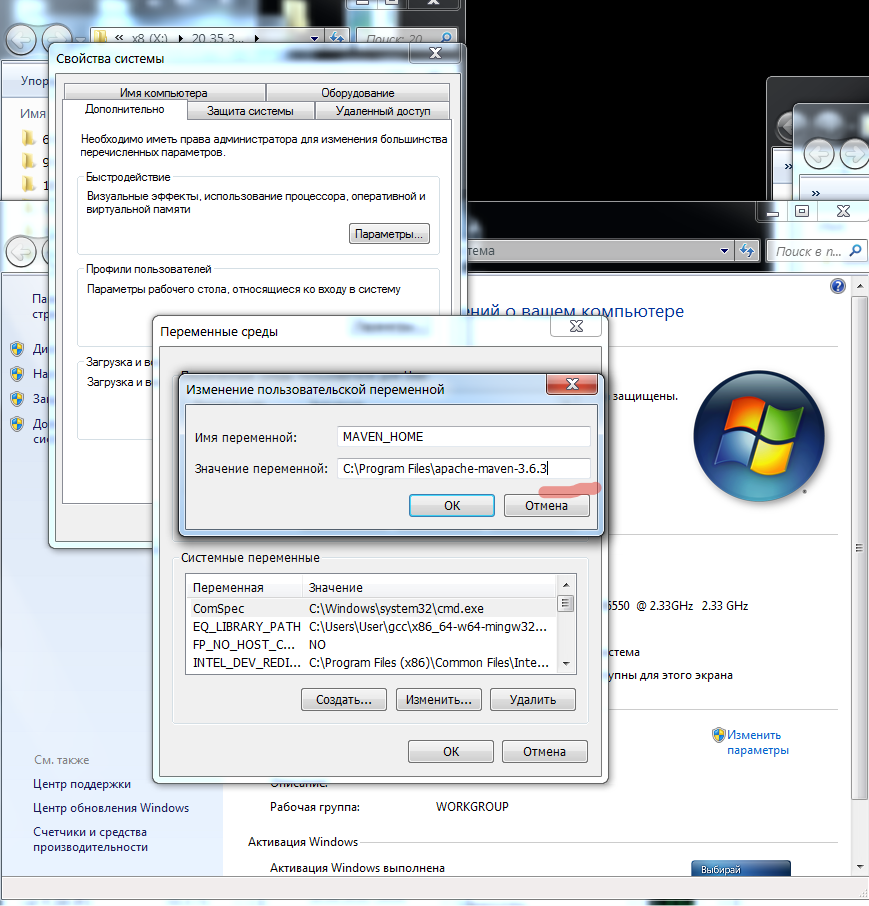 x8 (X:) ▸ 20 35 3... ▸
Поиск: 20
Упор
Имя
6
9
1
Свойства системы
Имя компьютера
Оборудование
Дополнительно
Защита системы
Удаленный доступ
Необходимо иметь права администратора для изменения большинства
перечисленных параметров.
Быстродействие
Визуальные эффекты, использование процессора, оперативной и
виртуальной памяти
Параметры...
Профили пользователей
Параметры рабочего стола, относящиеся ко входу в систему
Загрузка и в
Загрузка и в
тема
Поиск в п...
ний о вашем компьютере
защищены.
Па
стр
Ди
На
За
До
сис
Переменные среды
Изменение пользовательской переменной
Имя переменной:
MAVEN_HOME
Значение переменной:
C:\Program Files\apache-maven-3.6.3
OK
Отмена
Системные переменные
Переменная
Значение
ComSpec
C:\Windows\system32\cmd.exe
EQ_LIBRARY_PATH
C:\Users\User\gcc\x86_64-w64-mingw32...
FP_NO_HOST_C...
NO
INTEL_DEV_REDI...
C:\Program Files (x86)\Common Files\Inte...
Создать...
Изменить...
Удалить
OK
Отмена
6550 @ 2.33GHz 2.33 GHz
стема
упны для этого экрана
Изменить
параметры
См. также
Центр поддержки
Центр обновления Windows
Счетчики и средства
производительности
Описание:
Рабочая группа:
WORKGROUP
Активация Windows
Активация Windows выполнена
Выбирай